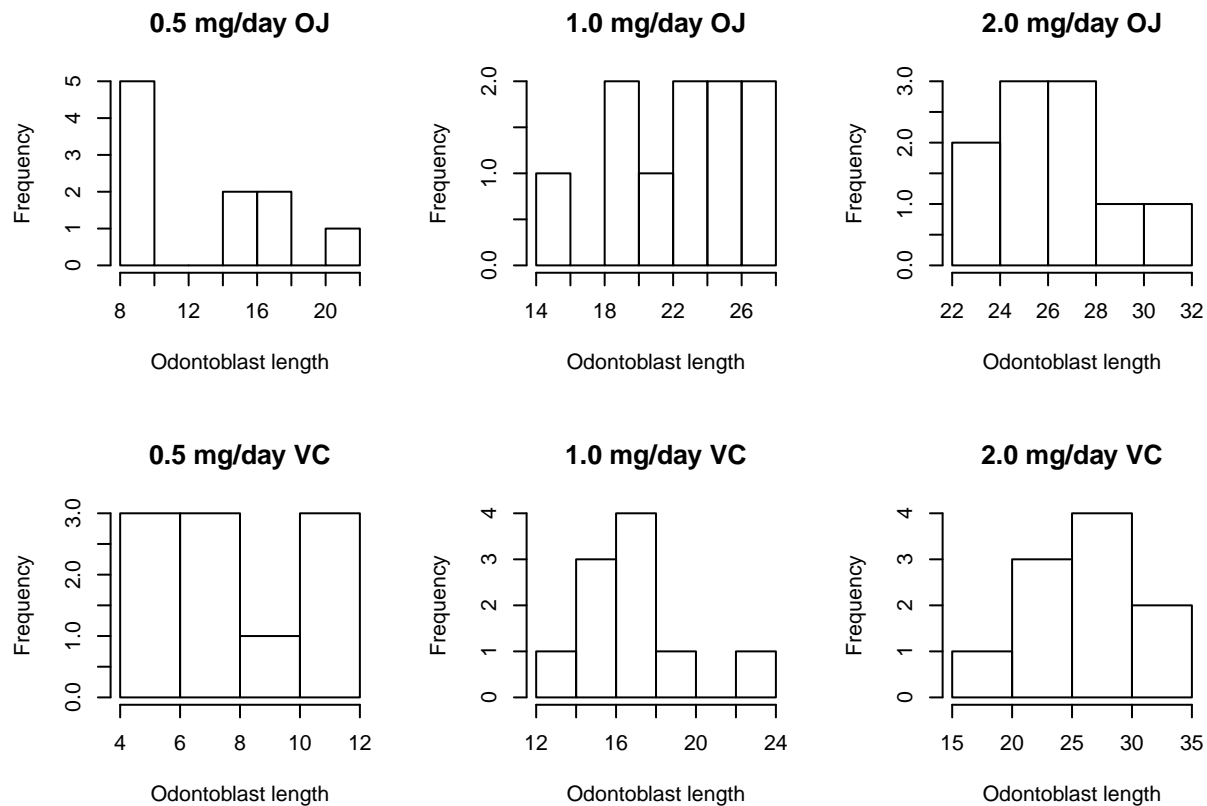 0.5 mg/day OJ
Frequency
0 1 2 3 4 5
8 12 16 20
Odontoblast length
1.0 mg/day OJ
Frequency
0.0 1.0 2.0
14 18 22 26
Odontoblast length
2.0 mg/day OJ
Frequency
0.0 1.0 2.0 3.0
22 24 26 28 30 32
Odontoblast length
0.5 mg/day VC
Frequency
0.0 1.0 2.0 3.0
4 6 8 10 12
Odontoblast length
1.0 mg/day VC
Frequency
0 1 2 3 4
12 16 20 24
Odontoblast length
2.0 mg/day VC
Frequency
0 1 2 3 4
15 20 25 30 35
Odontoblast length